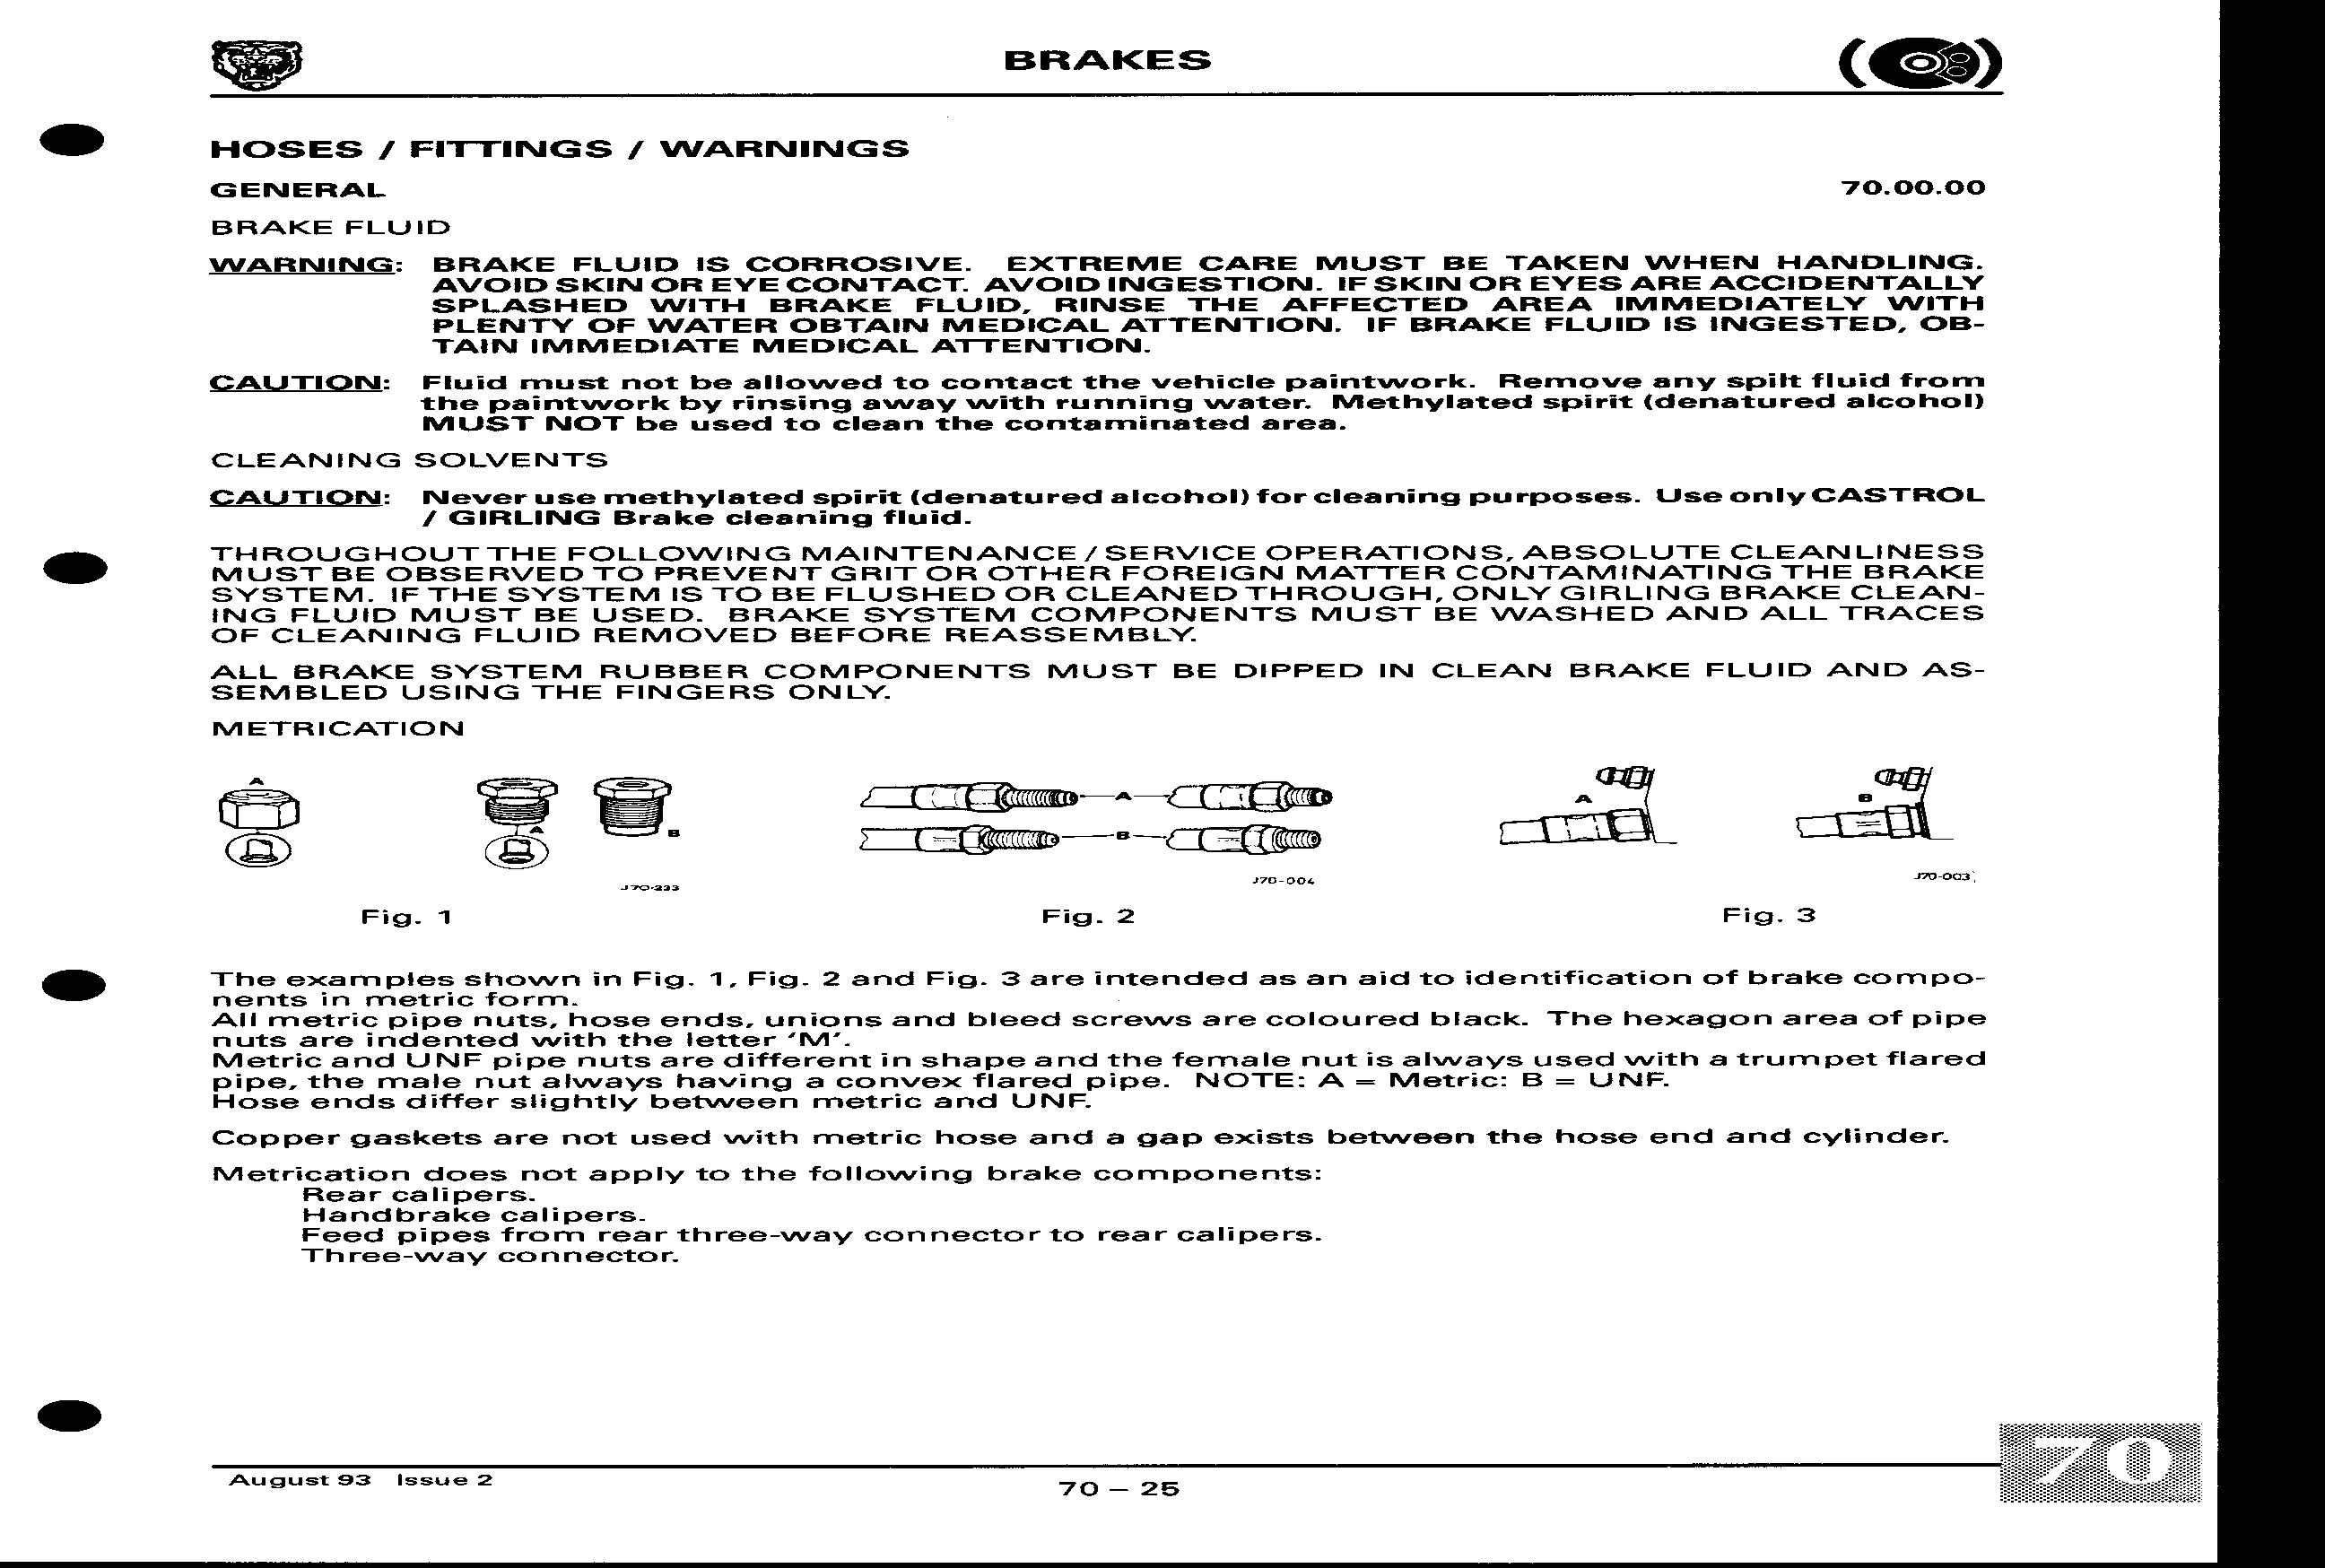 BRAKES
HOSES / FITTINGS / WARNINGS
GENERAL 70.00.00
BRAKE FLUID
WARNING: BRAKE FLUID IS CORROSIVE. EXTREME CARE MUST BE TAKEN WHEN HANDLING.
AVOID SKIN OR EYE CONTACT. AVOID INGESTION. IF SKIN OR EYES ARE ACCIDENTALLY
SPLASHED WITH BRAKE FLUID, RINSE THE AFFECTED AREA IMMEDIATELY WITH
PLENTY OF WATER OBTAIN MEDICAL ATTENTION. IF BRAKE FLUID IS INGESTED, OB-
TAIN IMMEDIATE MEDICAL ATTENTION.
CAUTION: Fluid must not be allowed to contact the vehicle paintwork. Remove any spilt fluid from
the paintwork by rinsing away with running water. Methylated spirit (denatured alcohol)
MUST NOT be used to clean the contaminated area.
CLEANING SOLVENTS
CAUTION: Never use methylated spirit (denatured alcohol) for cleaning purposes. Use only CASTROL
/ GIRLING Brake cleaning fluid.
THROUGHOUT THE FOLLOWING MAINTENANCE / SERVICE OPERATIONS, ABSOLUTE CLEANLINESS
MUST BE OBSERVED TO PREVENT GRIT OR OTHER FOREIGN MATTER CONTAMINATING THE BRAKE
SYSTEM. IF THE SYSTEM IS TO BE FLUSHED OR CLEANED THROUGH, ONLY GIRLING BRAKE CLEAN-
ING FLUID MUST BE USED. BRAKE SYSTEM COMPONENTS MUST BE WASHED AND ALL TRACES
OF CLEANING FLUID REMOVED BEFORE REASSEMBLY.
ALL BRAKE SYSTEM RUBBER COMPONENTS MUST BE DIPPED IN CLEAN BRAKE FLUID AND AS-
SEMBLED USING THE FINGERS ONLY.
METRICATION
A
A
B
J70-233
A
B
J70-004
A
B
J70-003
Fig. 1 Fig. 2 Fig. 3
The examples shown in Fig. 1, Fig. 2 and Fig. 3 are intended as an aid to identification of brake compo-
nents in metric form.
All metric pipe nuts, hose ends, unions and bleed screws are coloured black. The hexagon area of pipe
nuts are indented with the letter 'M'.
Metric and UNF pipe nuts are different in shape and the female nut is always used with a trumpet flared
pipe, the male nut always having a convex flared pipe. NOTE: A = Metric: B = UNF.
Hose ends differ slightly between metric and UNF.
Copper gaskets are not used with metric hose and a gap exists between the hose end and cylinder.
Metrication does not apply to the following brake components:
Rear calipers.
Handbrake calipers.
Feed pipes from rear three-way connector to rear calipers.
Three-way connector.
August 93 Issue 2
70 – 25
70